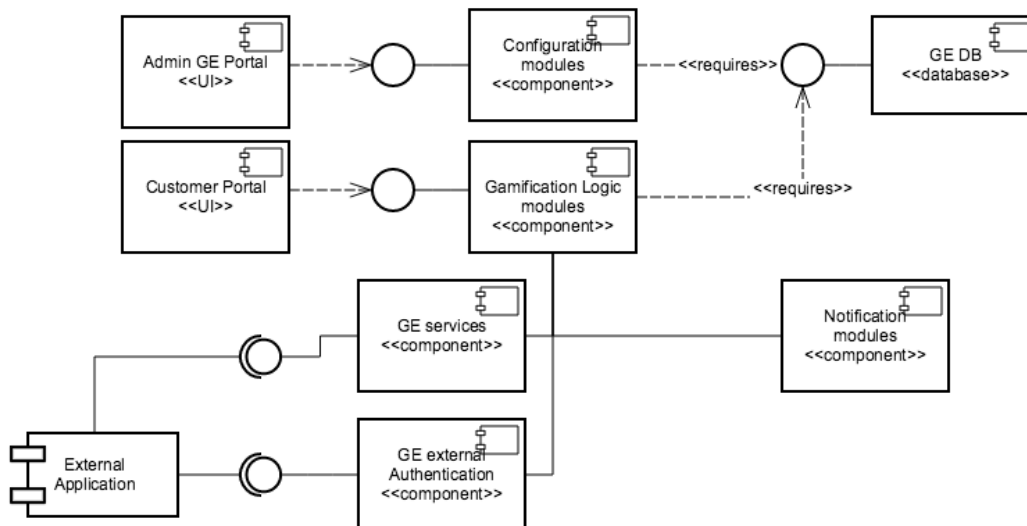 Admin GE Portal
<<UI>>
Configuration
modules
<<component>>
<<requires>>
GE DB
<<database>>
Customer Portal
<<UI>>
Gamification Logic
modules
<<component>>
<<requires>>
GE services
<<component>>
Notification
modules
<<component>>
External
Application
GE external
Authentication
<<component>>